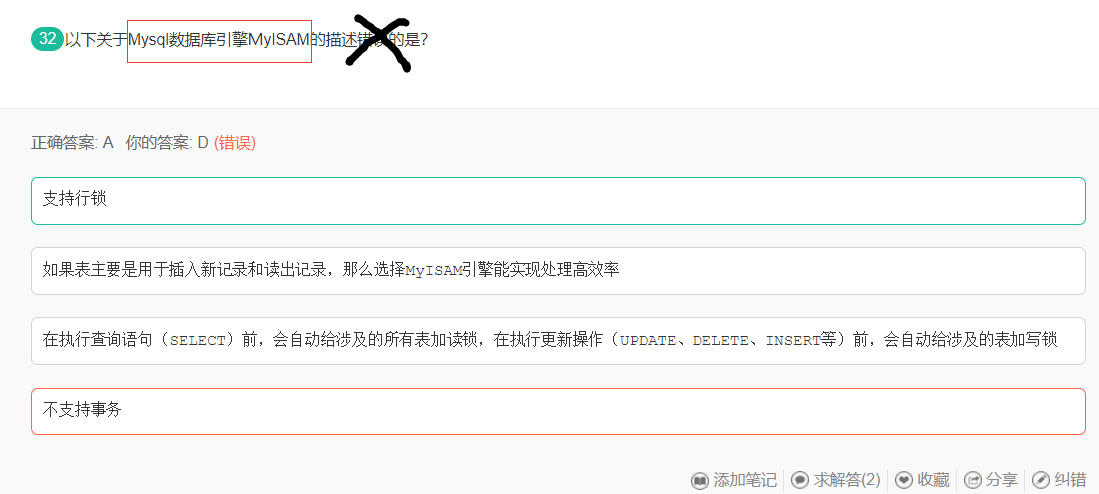 32 以下关于Mysql数据库引擎MyISAM的描述错误的是？
正确答案: A 你的答案: D (错误)
支持行锁
如果表主要是用于插入新记录和读出记录，那么选择MyISAM引擎能实现处理高效率
在执行查询语句（SELECT）前，会自动给涉及的所有表加读锁，在执行更新操作（UPDATE、DELETE、INSERT等）前，会自动给涉及的表加写锁
不支持事务
添加笔记 求解答(2) 收藏 分享 纠错